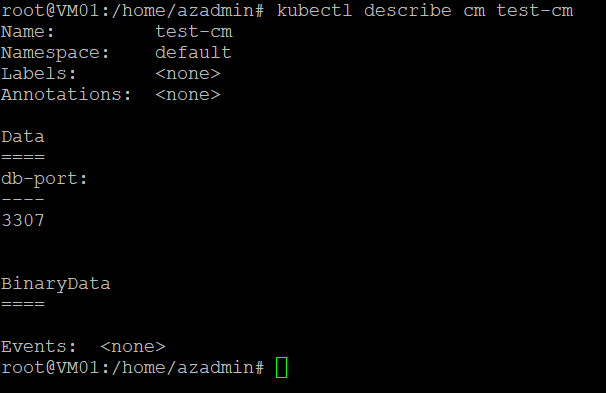 root@VM01:/home/azadmin# kubectl describe cm test-cm
Name:         test-cm
Namespace:    default
Labels:       <none>
Annotations:  <none>

Data
====
db-port:
----
3307


BinaryData
====

Events:  <none>
root@VM01:/home/azadmin#